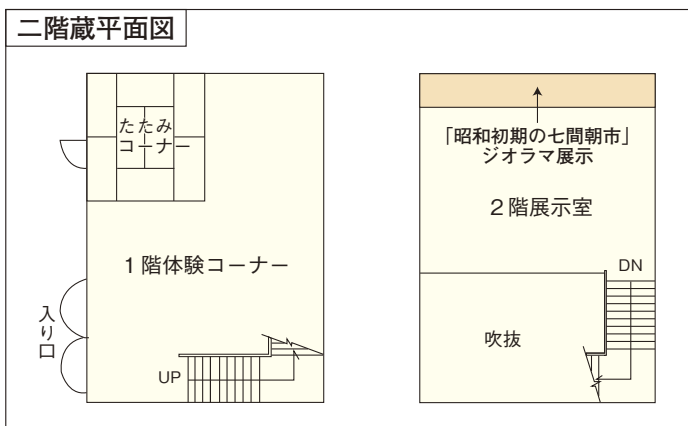 二階蔵平面図
たたみ
コーナー
1階体験コーナー
入り口
UP
「昭和初期の七間朝市」
ジオラマ展示
2階展示室
DN
吹抜